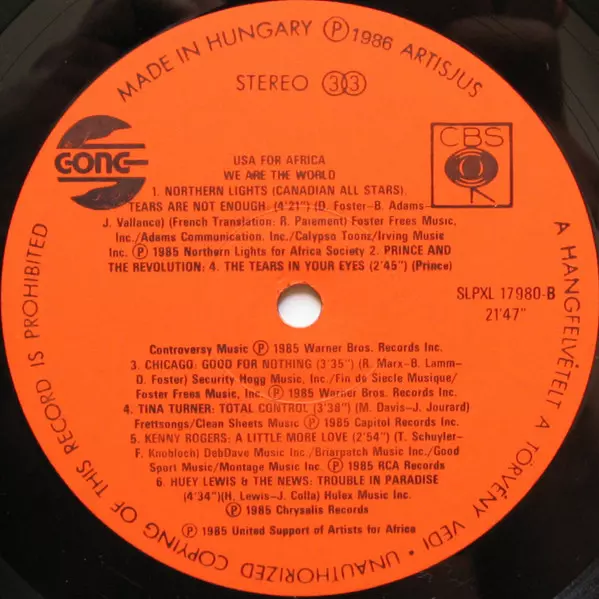 MADE IN HUNGARY Ⓟ 1986 ARTISJUS
STEREO 33
GONG
CBS
USA FOR AFRICA
WE ARE THE WORLD
1. NORTHERN LIGHTS (CANADIAN ALL STARS)
TEARS ARE NOT ENOUGH (4'21") (D. Foster–B. Adams–
J. Vallance) (French Translation: R. Paiement) Foster Frees Music,
Inc./Adams Communication. Inc./Calypso Toonz/Irving Music
Inc. Ⓟ 1985 Northern Lights for Africa Society 2. PRINCE AND
THE REVOLUTION: 4. THE TEARS IN YOUR EYES (2'45") (Prince)
SLPXL 17980-B
21'47"
Controversy Music Ⓟ 1985 Warner Bros. Records Inc.
3. CHICAGO: GOOD FOR NOTHING (3'35") (R. Marx–B. Lamm–
D. Foster) Security Hogg Music, Inc./Fin de Siecle Musique/
Foster Frees Music, Inc. Ⓟ 1985 Warner Bros. Records Inc.
4. TINA TURNER: TOTAL CONTROL (3'38") (M. Davis–J. Jourard)
Frettsongs/Clean Sheets Music Ⓟ 1985 Capitol Records Inc.
5. KENNY ROGERS: A LITTLE MORE LOVE (2'54") (T. Schuyler–
F. Knobloch) DebDave Music Inc./Briarpatch Music Inc./Good
Sport Music/Montage Music Inc. Ⓟ 1985 RCA Records
6. HUEY LEWIS & THE NEWS: TROUBLE IN PARADISE
(4'34")(H. Lewis–J. Colla) Hulex Music Inc.
Ⓟ 1985 Chrysalis Records
Ⓟ 1985 United Support of Artists for Africa
A HANGFELVÉTELT A TÖRVÉNY VÉDI • UNAUTHORIZED COPYING OF THIS RECORD IS PROHIBITED